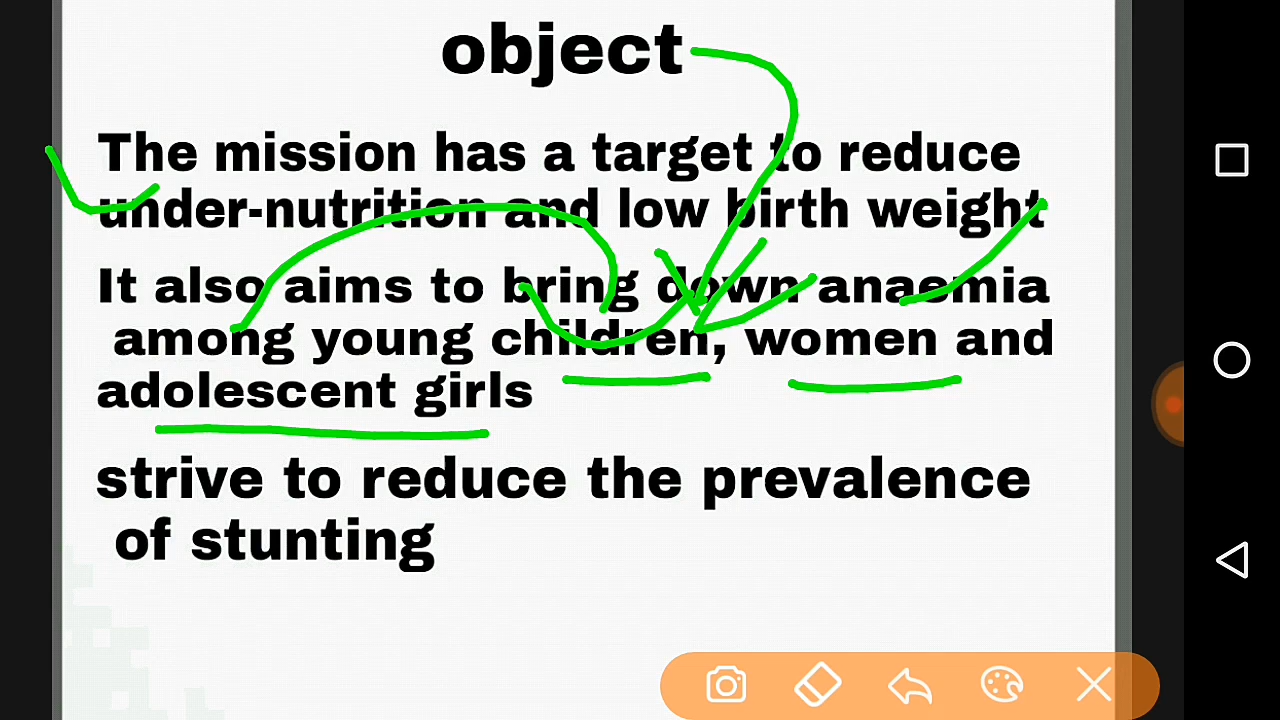 object
The mission has a target to reduce
under-nutrition and low birth weight
It also aims to bring down anaemia
among young children, women and
adolescent girls
strive to reduce the prevalence
of stunting